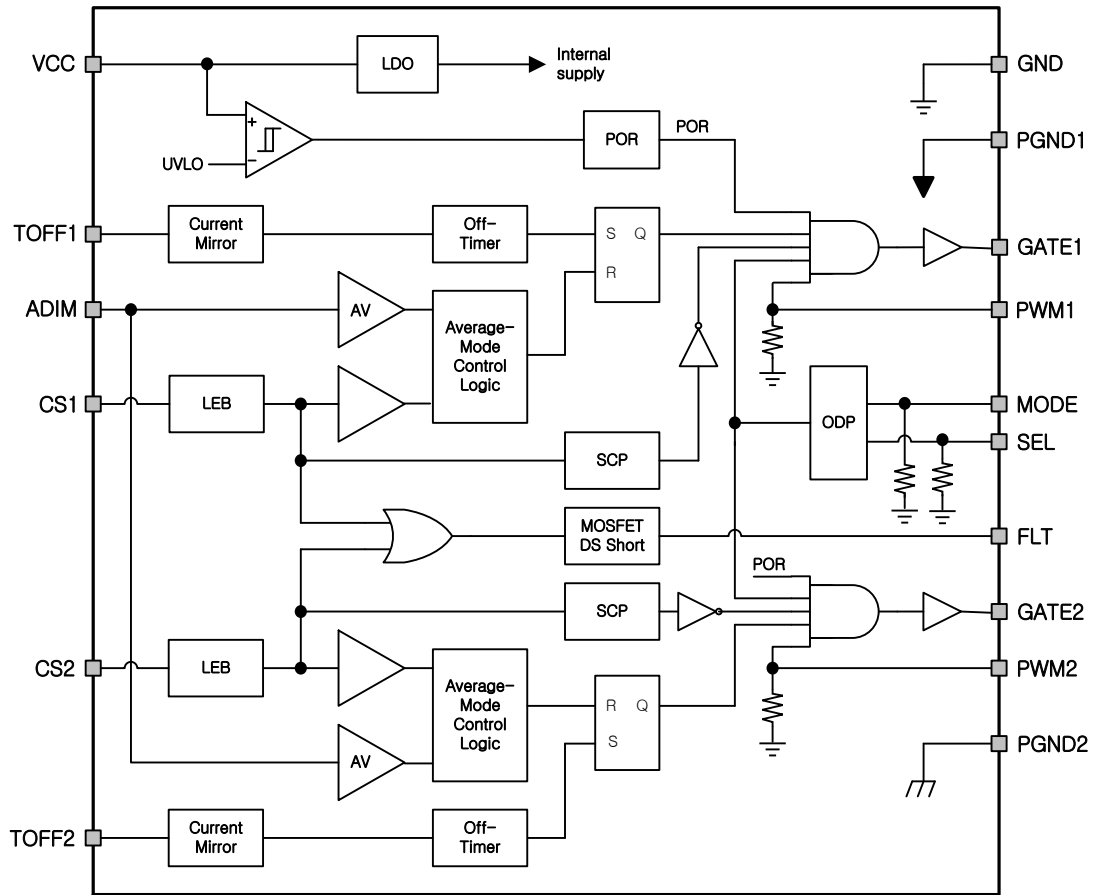 VCC
LDO
Internal
supply
GND
+
−
UVLO
POR
POR
PGND1
TOFF1
Current
Mirror
Off-
Timer
S Q
R
GATE1
ADIM
AV
Average-
Mode
Control
Logic
PWM1
CS1
LEB
SCP
ODP
MODE
SEL
MOSFET
DS Short
FLT
POR
SCP
GATE2
CS2
LEB
Average-
Mode
Control
Logic
R Q
S
PWM2
AV
PGND2
TOFF2
Current
Mirror
Off-
Timer